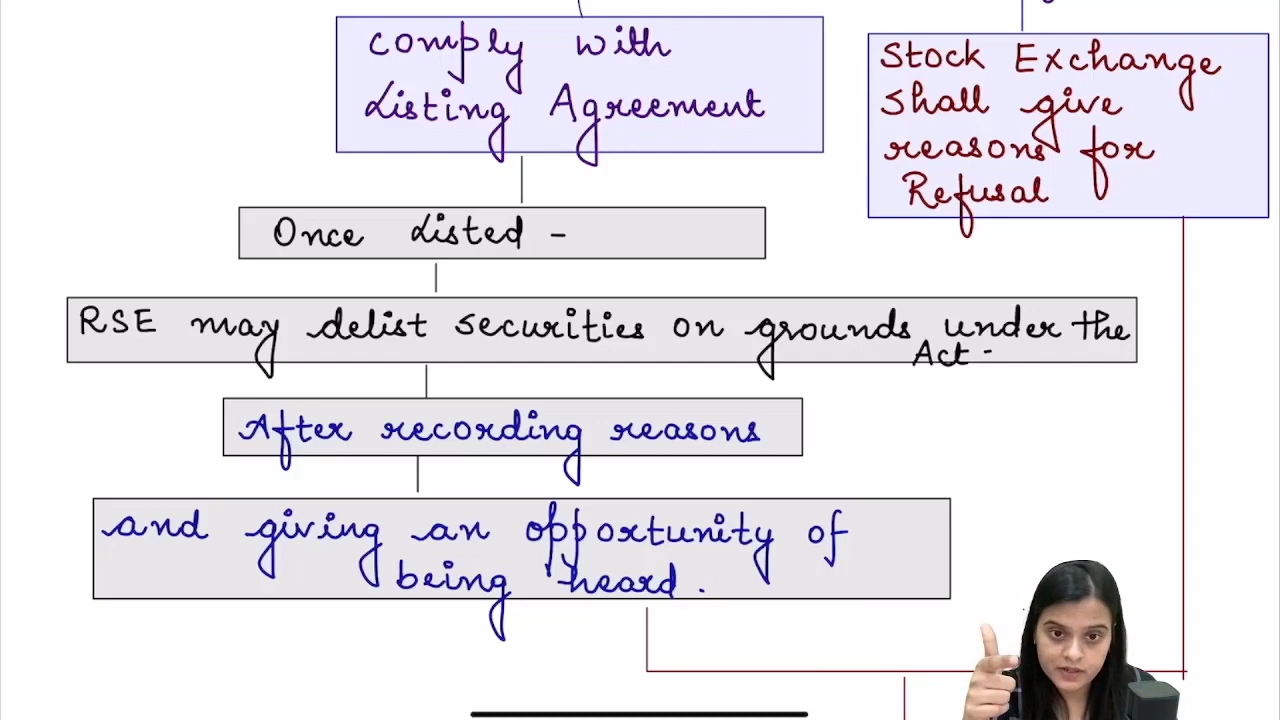 comply with
Listing Agreement
Stock Exchange
shall give
reasons for
Refusal
Once Listed -
RSE may delist securities on grounds under the
Act -
After recording reasons
and giving an opportunity of
being heard.